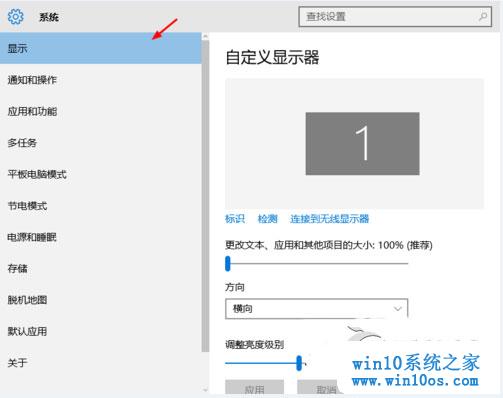 系统
查找设置
显示
通知和操作
应用和功能
多任务
平板电脑模式
节电模式
电源和睡眠
存储
脱机地图
默认应用
关于
自定义显示器
1
标识 检测 连接到无线显示器
更改文本、应用和其他项目的大小: 100% (推荐)
方向
横向
调整亮度级别
应用 取消
win10系统之家
www.win10os.com